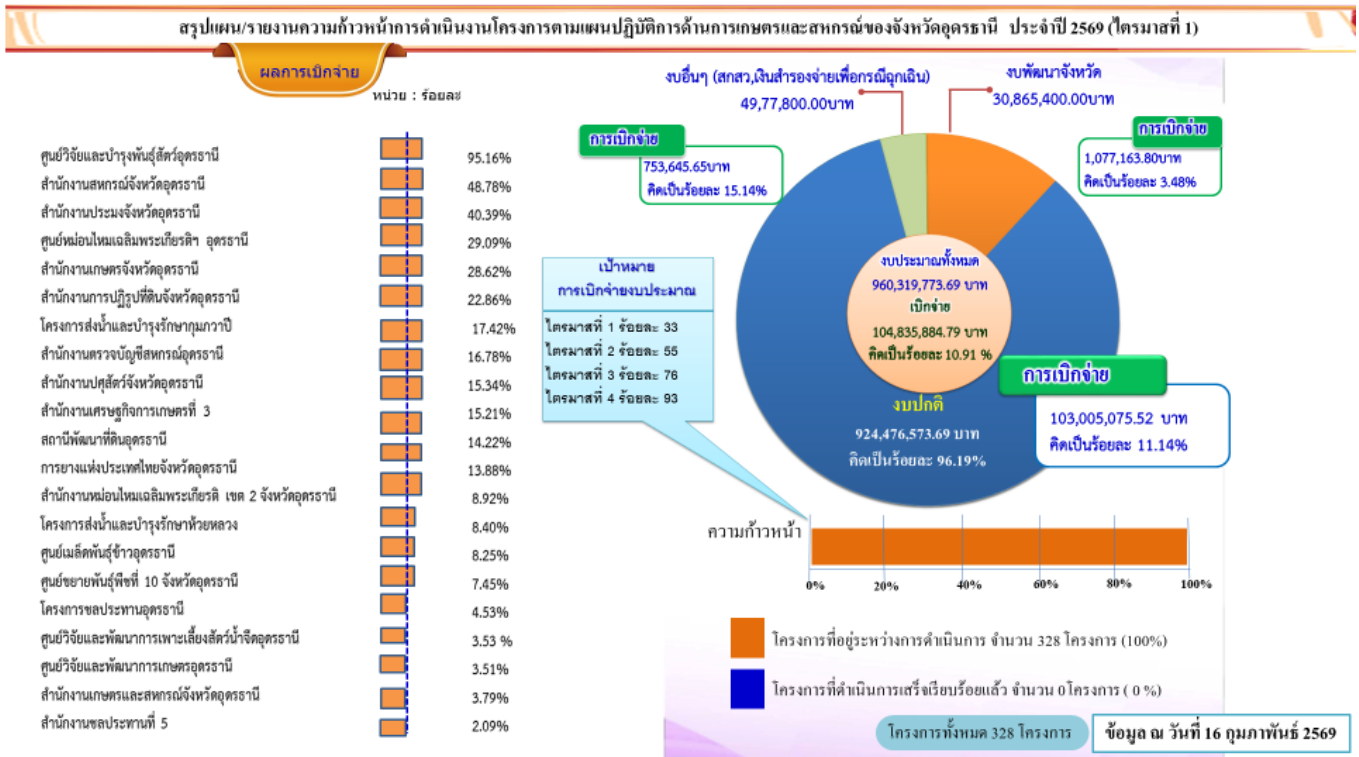 สรุปแผน/รายงานความก้าวหน้าการดำเนินงานโครงการตามแผนปฏิบัติการด้านการเกษตรและสหกรณ์ของจังหวัดอุดรธานี ประจำปี 2569 (ไตรมาสที่ 1)
ผลการเบิกจ่าย
หน่วย : ร้อยละ
ศูนย์วิจัยและบำรุงพันธุ์สัตว์อุดรธานี 95.16%
สำนักงานสหกรณ์จังหวัดอุดรธานี 48.78%
สำนักงานประมงจังหวัดอุดรธานี 40.39%
ศูนย์หม่อนไหมเฉลิมพระเกียรติฯ อุดรธานี 29.09%
สำนักงานเกษตรจังหวัดอุดรธานี 28.62%
สำนักงานการปฏิรูปที่ดินจังหวัดอุดรธานี 22.86%
โครงการส่งน้ำและบำรุงรักษากุมภวาปี 17.42%
สำนักงานตรวจบัญชีสหกรณ์อุดรธานี 16.78%
สำนักงานปศุสัตว์จังหวัดอุดรธานี 15.34%
สำนักงานเศรษฐกิจการเกษตรที่ 3 15.21%
สถานีพัฒนาที่ดินอุดรธานี 14.22%
การยางแห่งประเทศไทยจังหวัดอุดรธานี 13.88%
สำนักงานหม่อนไหมเฉลิมพระเกียรติ เขต 2 จังหวัดอุดรธานี 8.92%
โครงการส่งน้ำและบำรุงรักษาห้วยหลวง 8.40%
ศูนย์เมล็ดพันธุ์ข้าวอุดรธานี 8.25%
ศูนย์ขยายพันธุ์พืชที่ 10 จังหวัดอุดรธานี 7.45%
โครงการชลประทานอุดรธานี 4.53%
ศูนย์วิจัยและพัฒนาการเพาะเลี้ยงสัตว์น้ำจืดอุดรธานี 3.53 %
ศูนย์วิจัยและพัฒนาการเกษตรอุดรธานี 3.51%
สำนักงานเกษตรและสหกรณ์จังหวัดอุดรธานี 3.79%
สำนักงานชลประทานที่ 5 2.09%
งบอื่นๆ (สกสว,เงินสำรองจ่ายเพื่อกรณีฉุกเฉิน)
49,77,800.00บาท
งบพัฒนาจังหวัด
30,865,400.00บาท
การเบิกจ่าย
753,645.65บาท
คิดเป็นร้อยละ 15.14%
การเบิกจ่าย
1,077,163.80บาท
คิดเป็นร้อยละ 3.48%
เป้าหมาย
การเบิกจ่ายงบประมาณ
ไตรมาสที่ 1 ร้อยละ 33
ไตรมาสที่ 2 ร้อยละ 55
ไตรมาสที่ 3 ร้อยละ 76
ไตรมาสที่ 4 ร้อยละ 93
งบประมาณทั้งหมด
960,319,773.69 บาท
เบิกจ่าย
104,835,884.79 บาท
คิดเป็นร้อยละ 10.91 %
งบปกติ
924,476,573.69 บาท
คิดเป็นร้อยละ 96.19%
การเบิกจ่าย
103,005,075.52 บาท
คิดเป็นร้อยละ 11.14%
ความก้าวหน้า
0% 20% 40% 60% 80% 100%
โครงการที่อยู่ระหว่างการดำเนินการ จำนวน 328 โครงการ (100%)
โครงการที่ดำเนินการเสร็จเรียบร้อยแล้ว จำนวน 0โครงการ ( 0 %)
โครงการทั้งหมด 328 โครงการ
ข้อมูล ณ วันที่ 16 กุมภาพันธ์ 2569